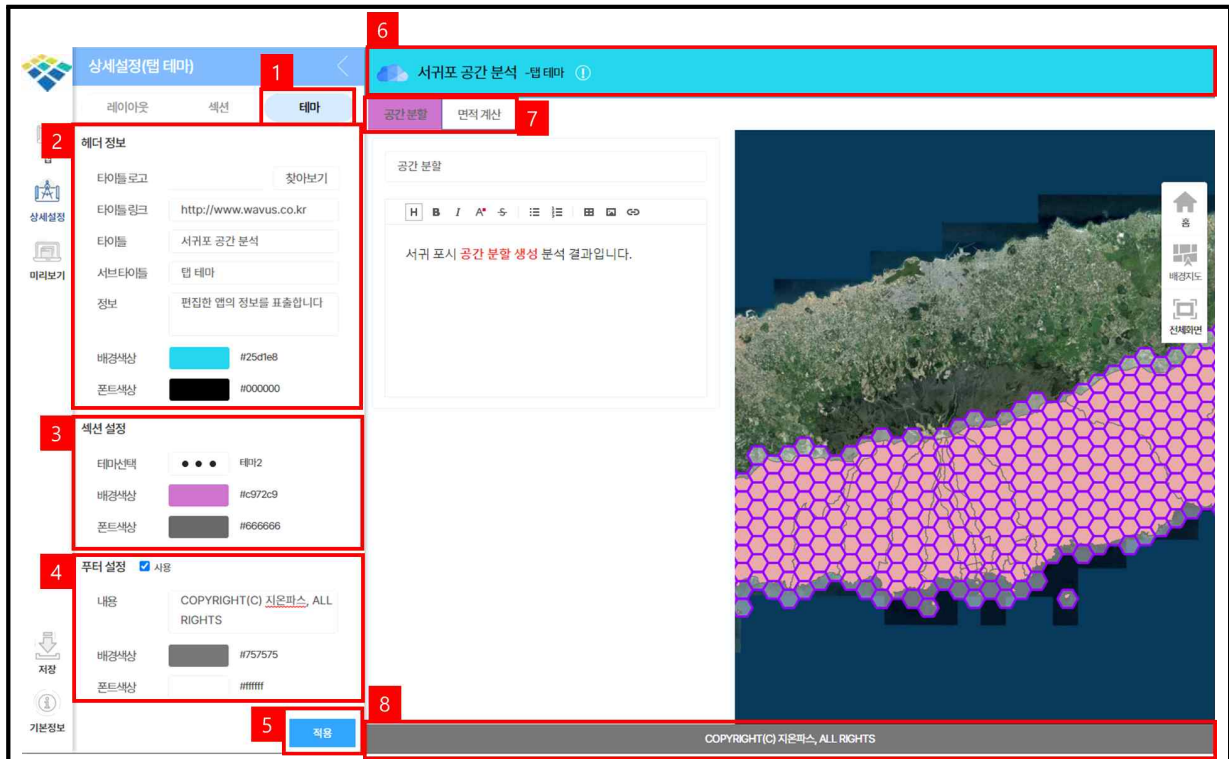 6
상세설정(탭 테마)
1
서귀포 공간 분석 -탭 테마
레이아웃 섹션 테마
공간 분할 면적 계산
7
2
헤더 정보
타이틀로고 찾아보기
타이틀링크 http://www.wavus.co.kr
타이틀 서귀포 공간 분석
서브타이틀 탭 테마
정보 편집한 앱의 정보를 표출합니다
배경색상 #25d1e8
폰트색상 #000000
상세설정
미리보기
공간 분할
H B I A S
서귀 포시 공간 분할 생성 분석 결과입니다.
홈
배경지도
전체화면
3
섹션 설정
테마선택 테마2
배경색상 #c972c9
폰트색상 #666666
4
푸터 설정 사용
내용 COPYRIGHT(C) 지온파스, ALL
RIGHTS
배경색상 #757575
폰트색상 #ffffff
저장
기본정보
5
적용
8
COPYRIGHT(C) 지온파스, ALL RIGHTS